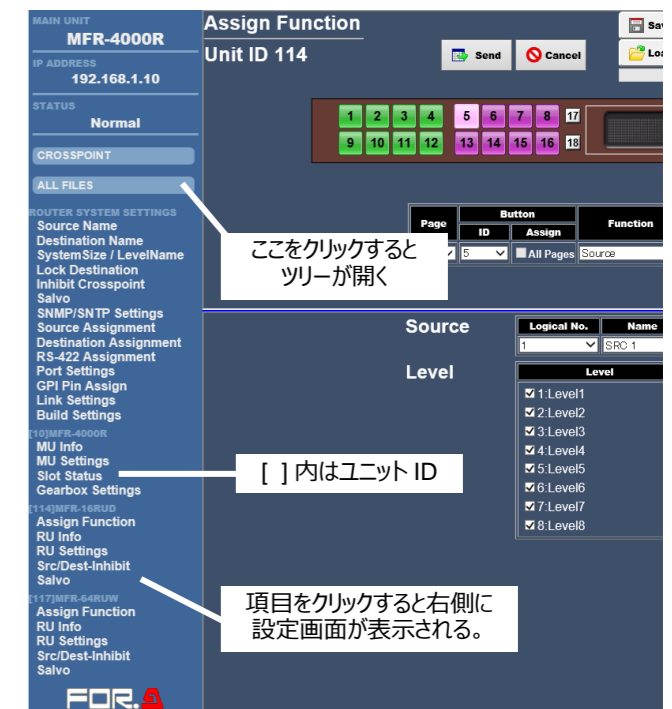 MAIN UNIT
MFR-4000R
IP ADDRESS
192.168.1.10
STATUS
Normal
CROSSPOINT
ALL FILES
ROUTER SYSTEM SETTINGS
Source Name
Destination Name
SystemSize / LevelName
Lock Destination
Inhibit Crosspoint
Salvo
SNMP/SNTP Settings
Source Assignment
Destination Assignment
RS-422 Assignment
Port Settings
GPI Pin Assign
Link Settings
Build Settings
[10]MFR-4000R
MU Info
MU Settings
Slot Status
Gearbox Settings
[114]MFR-16RUD
Assign Function
RU Info
RU Settings
Src/Dest-Inhibit
Salvo
[117]MFR-64RUW
Assign Function
RU Info
RU Settings
Src/Dest-Inhibit
Salvo
FOR.A
Assign Function
Unit ID 114
Send Cancel
Sav
Loa
1 2 3 4 5 6 7 8 17
9 10 11 12 13 14 15 16 18
ここをクリックすると
ツリーが開く
Page Button Function
ID Assign
5 All Pages Source
Source
Logical No. Name
1 SRC 1
Level
Level
1:Level1
2:Level2
3:Level3
4:Level4
5:Level5
6:Level6
7:Level7
8:Level8
[ ] 内はユニット ID
項目をクリックすると右側に
設定画面が表示される。